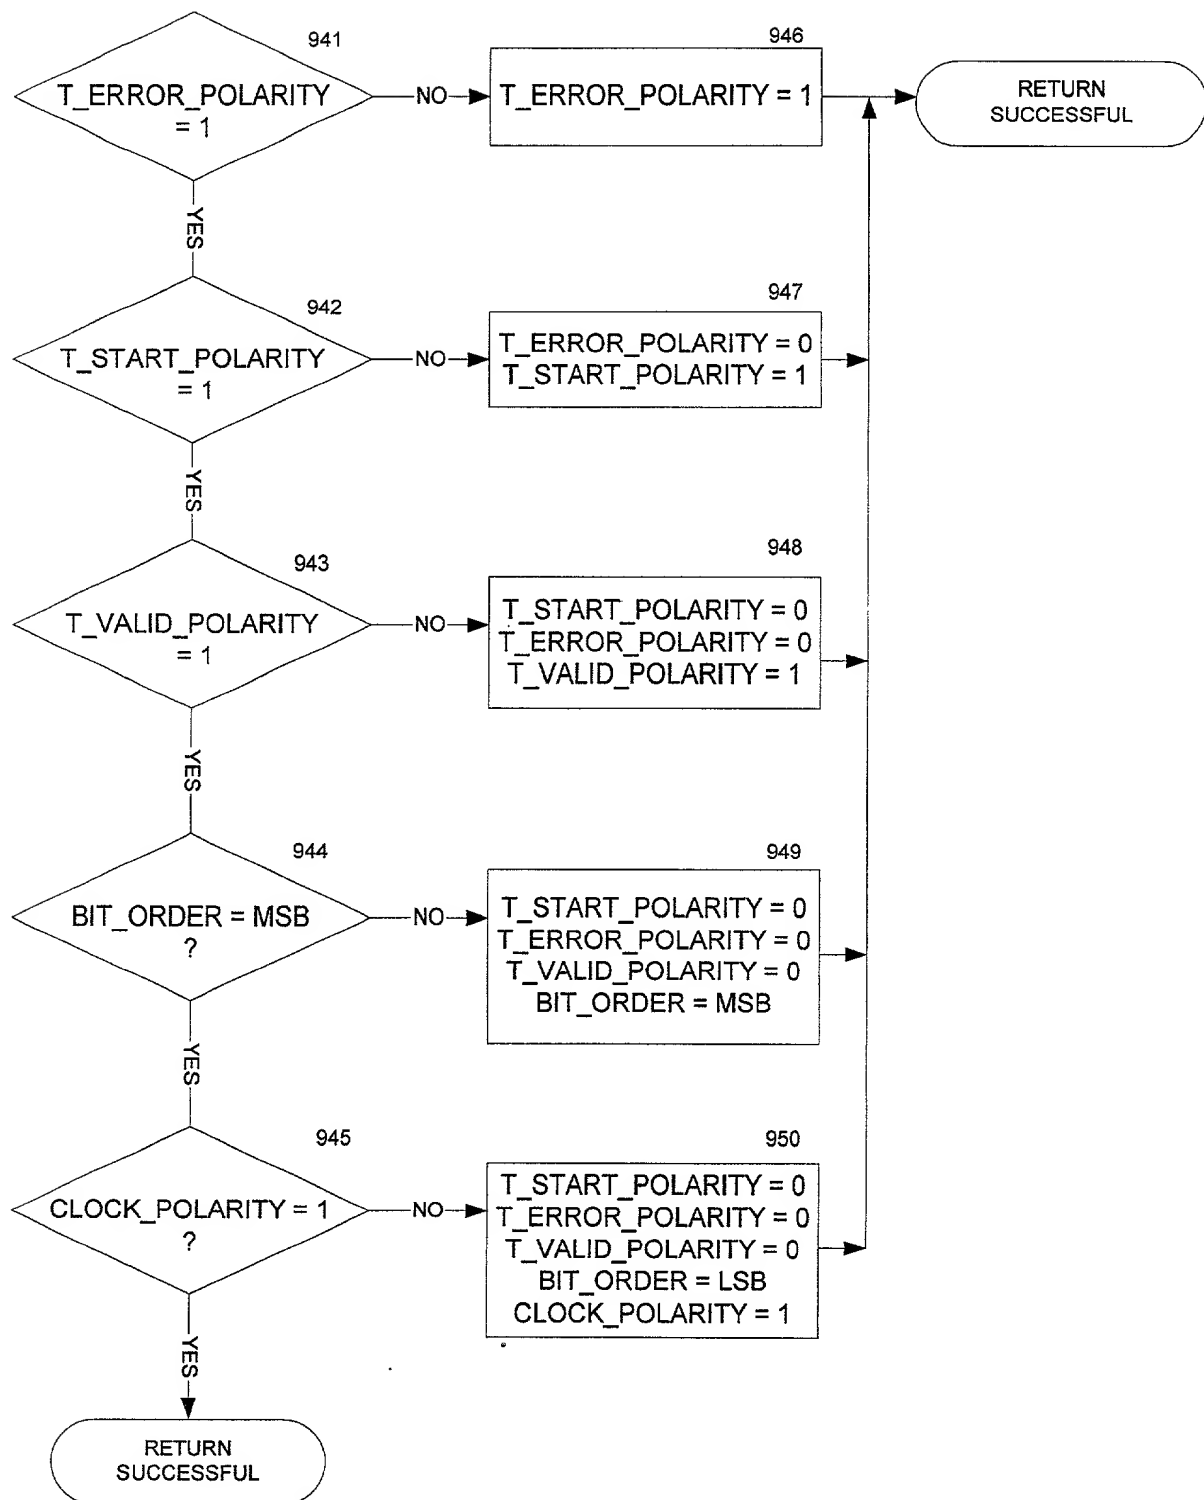 941
T_ERROR_POLARITY
= 1
NO
946
T_ERROR_POLARITY = 1
RETURN
SUCCESSFUL
YES
942
T_START_POLARITY
= 1
NO
947
T_ERROR_POLARITY = 0
T_START_POLARITY = 1
YES
943
T_VALID_POLARITY
= 1
NO
948
T_START_POLARITY = 0
T_ERROR_POLARITY = 0
T_VALID_POLARITY = 1
YES
944
BIT_ORDER = MSB
?
NO
949
T_START_POLARITY = 0
T_ERROR_POLARITY = 0
T_VALID_POLARITY = 0
BIT_ORDER = MSB
YES
945
CLOCK_POLARITY = 1
?
NO
950
T_START_POLARITY = 0
T_ERROR_POLARITY = 0
T_VALID_POLARITY = 0
BIT_ORDER = LSB
CLOCK_POLARITY = 1
YES
RETURN
SUCCESSFUL